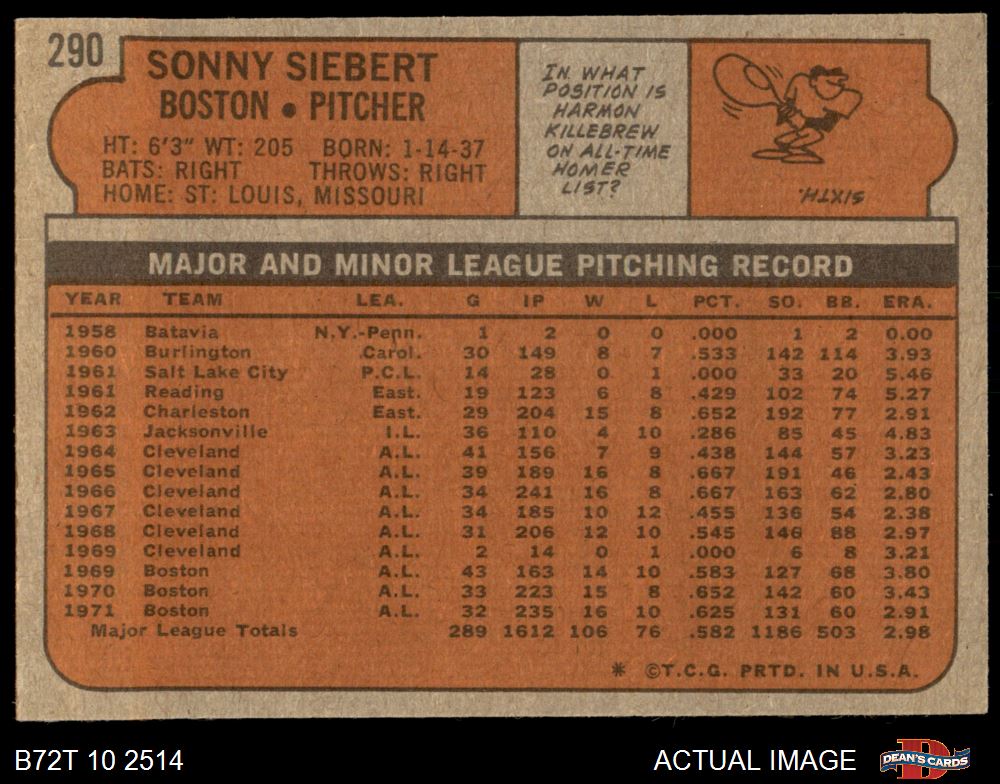 290
SONNY SIEBERT
BOSTON • PITCHER
HT: 6'3" WT: 205 BORN: 1-14-37
BATS: RIGHT THROWS: RIGHT
HOME: ST: LOUIS, MISSOURI
IN WHAT
POSITION IS
HARMON
KILLEBREW
ON ALL-TIME
HOMER
LIST?
SIXTH.
MAJOR AND MINOR LEAGUE PITCHING RECORD
YEAR TEAM LEA. G IP W L PCT. SO. BB. ERA.
1958 Batavia N.Y.-Penn. 1 2 0 0 .000 1 2 0.00
1960 Burlington Carol. 30 149 8 7 .533 142 114 3.93
1961 Salt Lake City P.C.L. 14 28 0 1 .000 33 20 5.46
1961 Reading East. 19 123 6 8 .429 102 74 5.27
1962 Charleston East. 29 204 15 8 .652 192 77 2.91
1963 Jacksonville I.L. 36 110 4 10 .286 85 45 4.83
1964 Cleveland A.L. 41 156 7 9 .438 144 57 3.23
1965 Cleveland A.L. 39 189 16 8 .667 191 46 2.43
1966 Cleveland A.L. 34 241 16 8 .667 163 62 2.80
1967 Cleveland A.L. 34 185 10 12 .455 136 54 2.38
1968 Cleveland A.L. 31 206 12 10 .545 146 88 2.97
1969 Cleveland A.L. 2 14 0 1 .000 6 8 3.21
1969 Boston A.L. 43 163 14 10 .583 127 68 3.80
1970 Boston A.L. 33 223 15 8 .652 142 60 3.43
1971 Boston A.L. 32 235 16 10 .625 131 60 2.91
Major League Totals 289 1612 106 76 .582 1186 503 2.98
* ©T.C.G. PRTD. IN U.S.A.
B72T 10 2514
ACTUAL IMAGE
DEAN'S CARDS